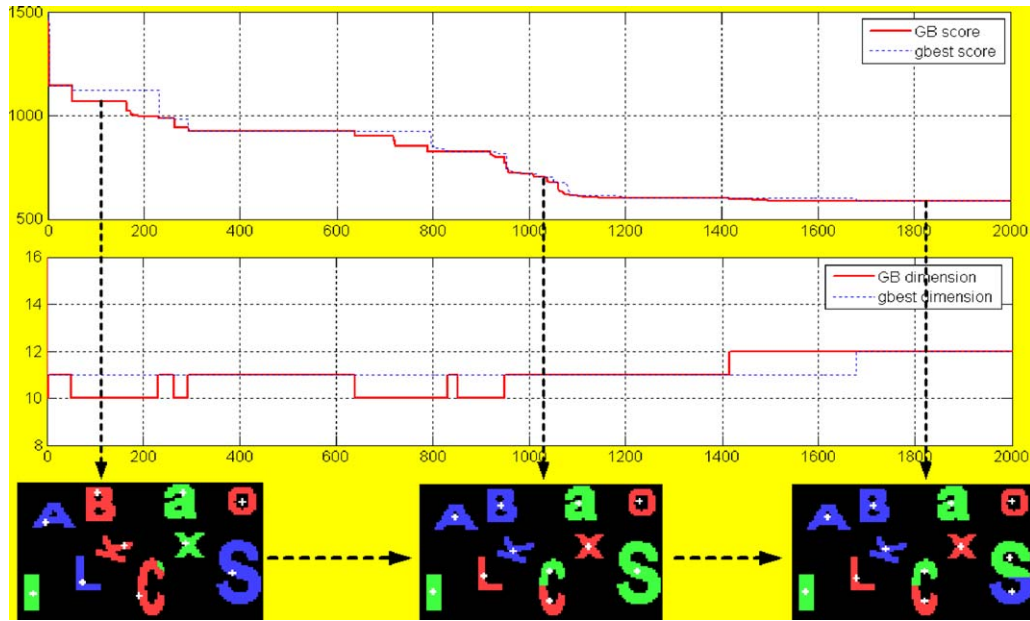 1500
1000
500
GB score
gbest score
0 200 400 600 800 1000 1200 1400 1600 1800 2000
16
14
12
10
8
GB dimension
gbest dimension
0 200 400 600 800 1000 1200 1400 1600 1800 2000
A B a o
L x C x S I
A B a o
L x C x S I
A B a o
L x C x S I